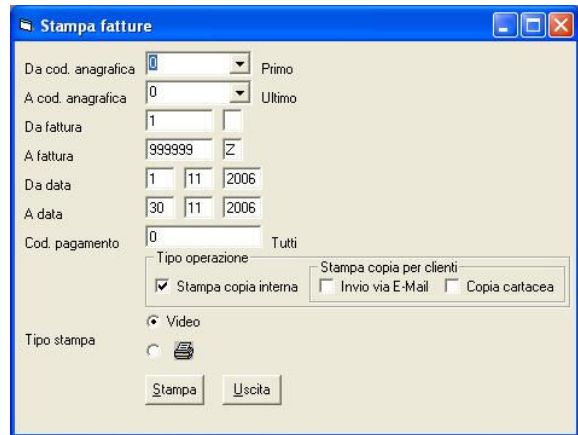 Stampa fatture
Da cod. anagrafica 0 Primo
A cod. anagrafica 0 Ultimo
Da fattura 1
A fattura 999999 Z
Da data 1 11 2006
A data 30 11 2006
Cod. pagamento 0 Tutti
Tipo operazione
Stampa copia per clienti
Stampa copia interna Invio via E-Mail Copia cartacea
Video
Tipo stampa
Stampa Uscita